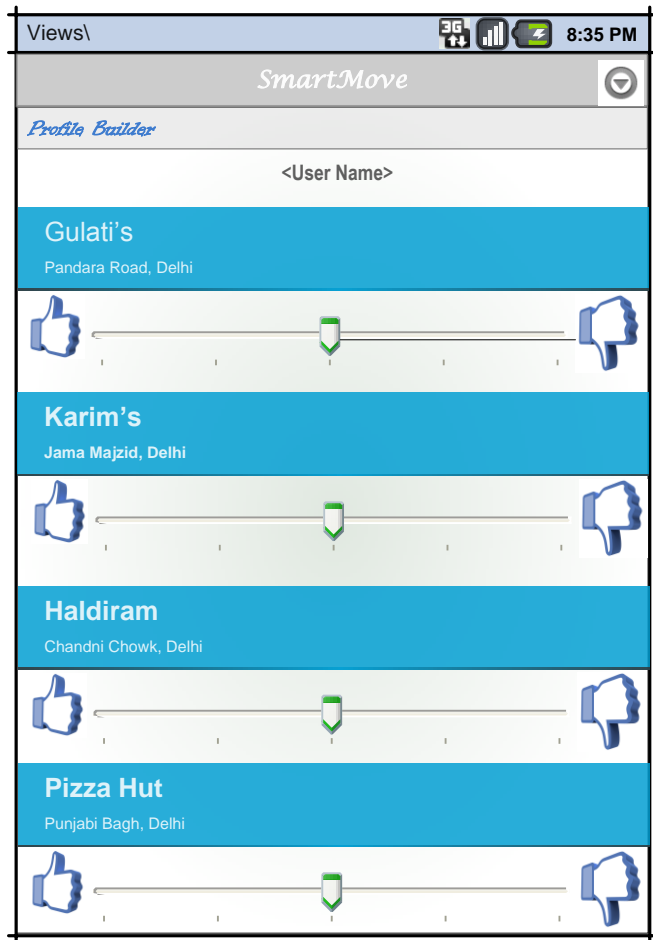 Views\
3G
8:35 PM
SmartMove
Profile Builder
<User Name>
Gulati’s
Pandara Road, Delhi
Karim’s
Jama Majzid, Delhi
Haldiram
Chandni Chowk, Delhi
Pizza Hut
Punjabi Bagh, Delhi